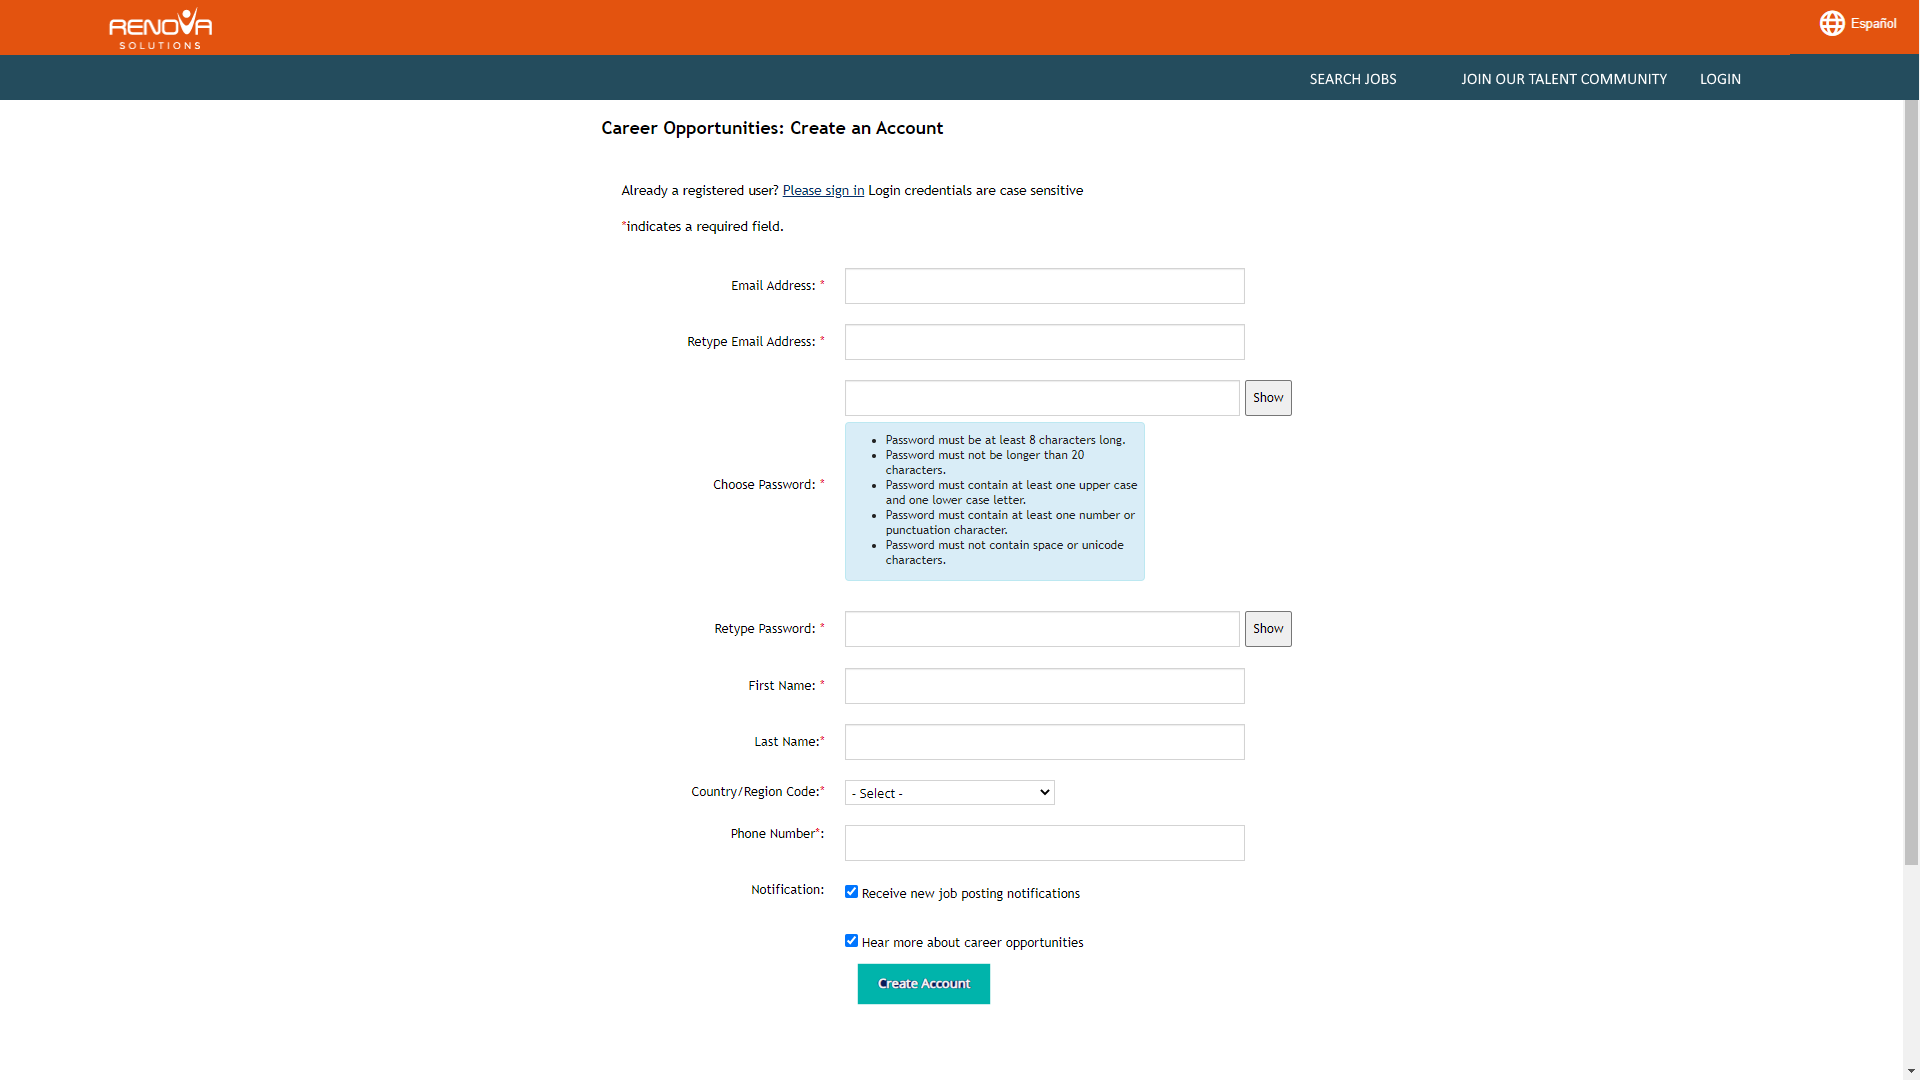 RENOVA
SOLUTIONS
Español
SEARCH JOBS
JOIN OUR TALENT COMMUNITY
LOGIN
Career Opportunities: Create an Account
Already a registered user? Please sign in Login credentials are case sensitive
*indicates a required field.
Email Address: *
Retype Email Address: *
Show
Choose Password: *
Password must be at least 8 characters long.
Password must not be longer than 20
characters.
Password must contain at least one upper case
and one lower case letter.
Password must contain at least one number or
punctuation character.
Password must not contain space or unicode
characters.
Retype Password: *
Show
First Name: *
Last Name:*
Country/Region Code:*
- Select -
Phone Number*:
Notification:
Receive new job posting notifications
Hear more about career opportunities
Create Account